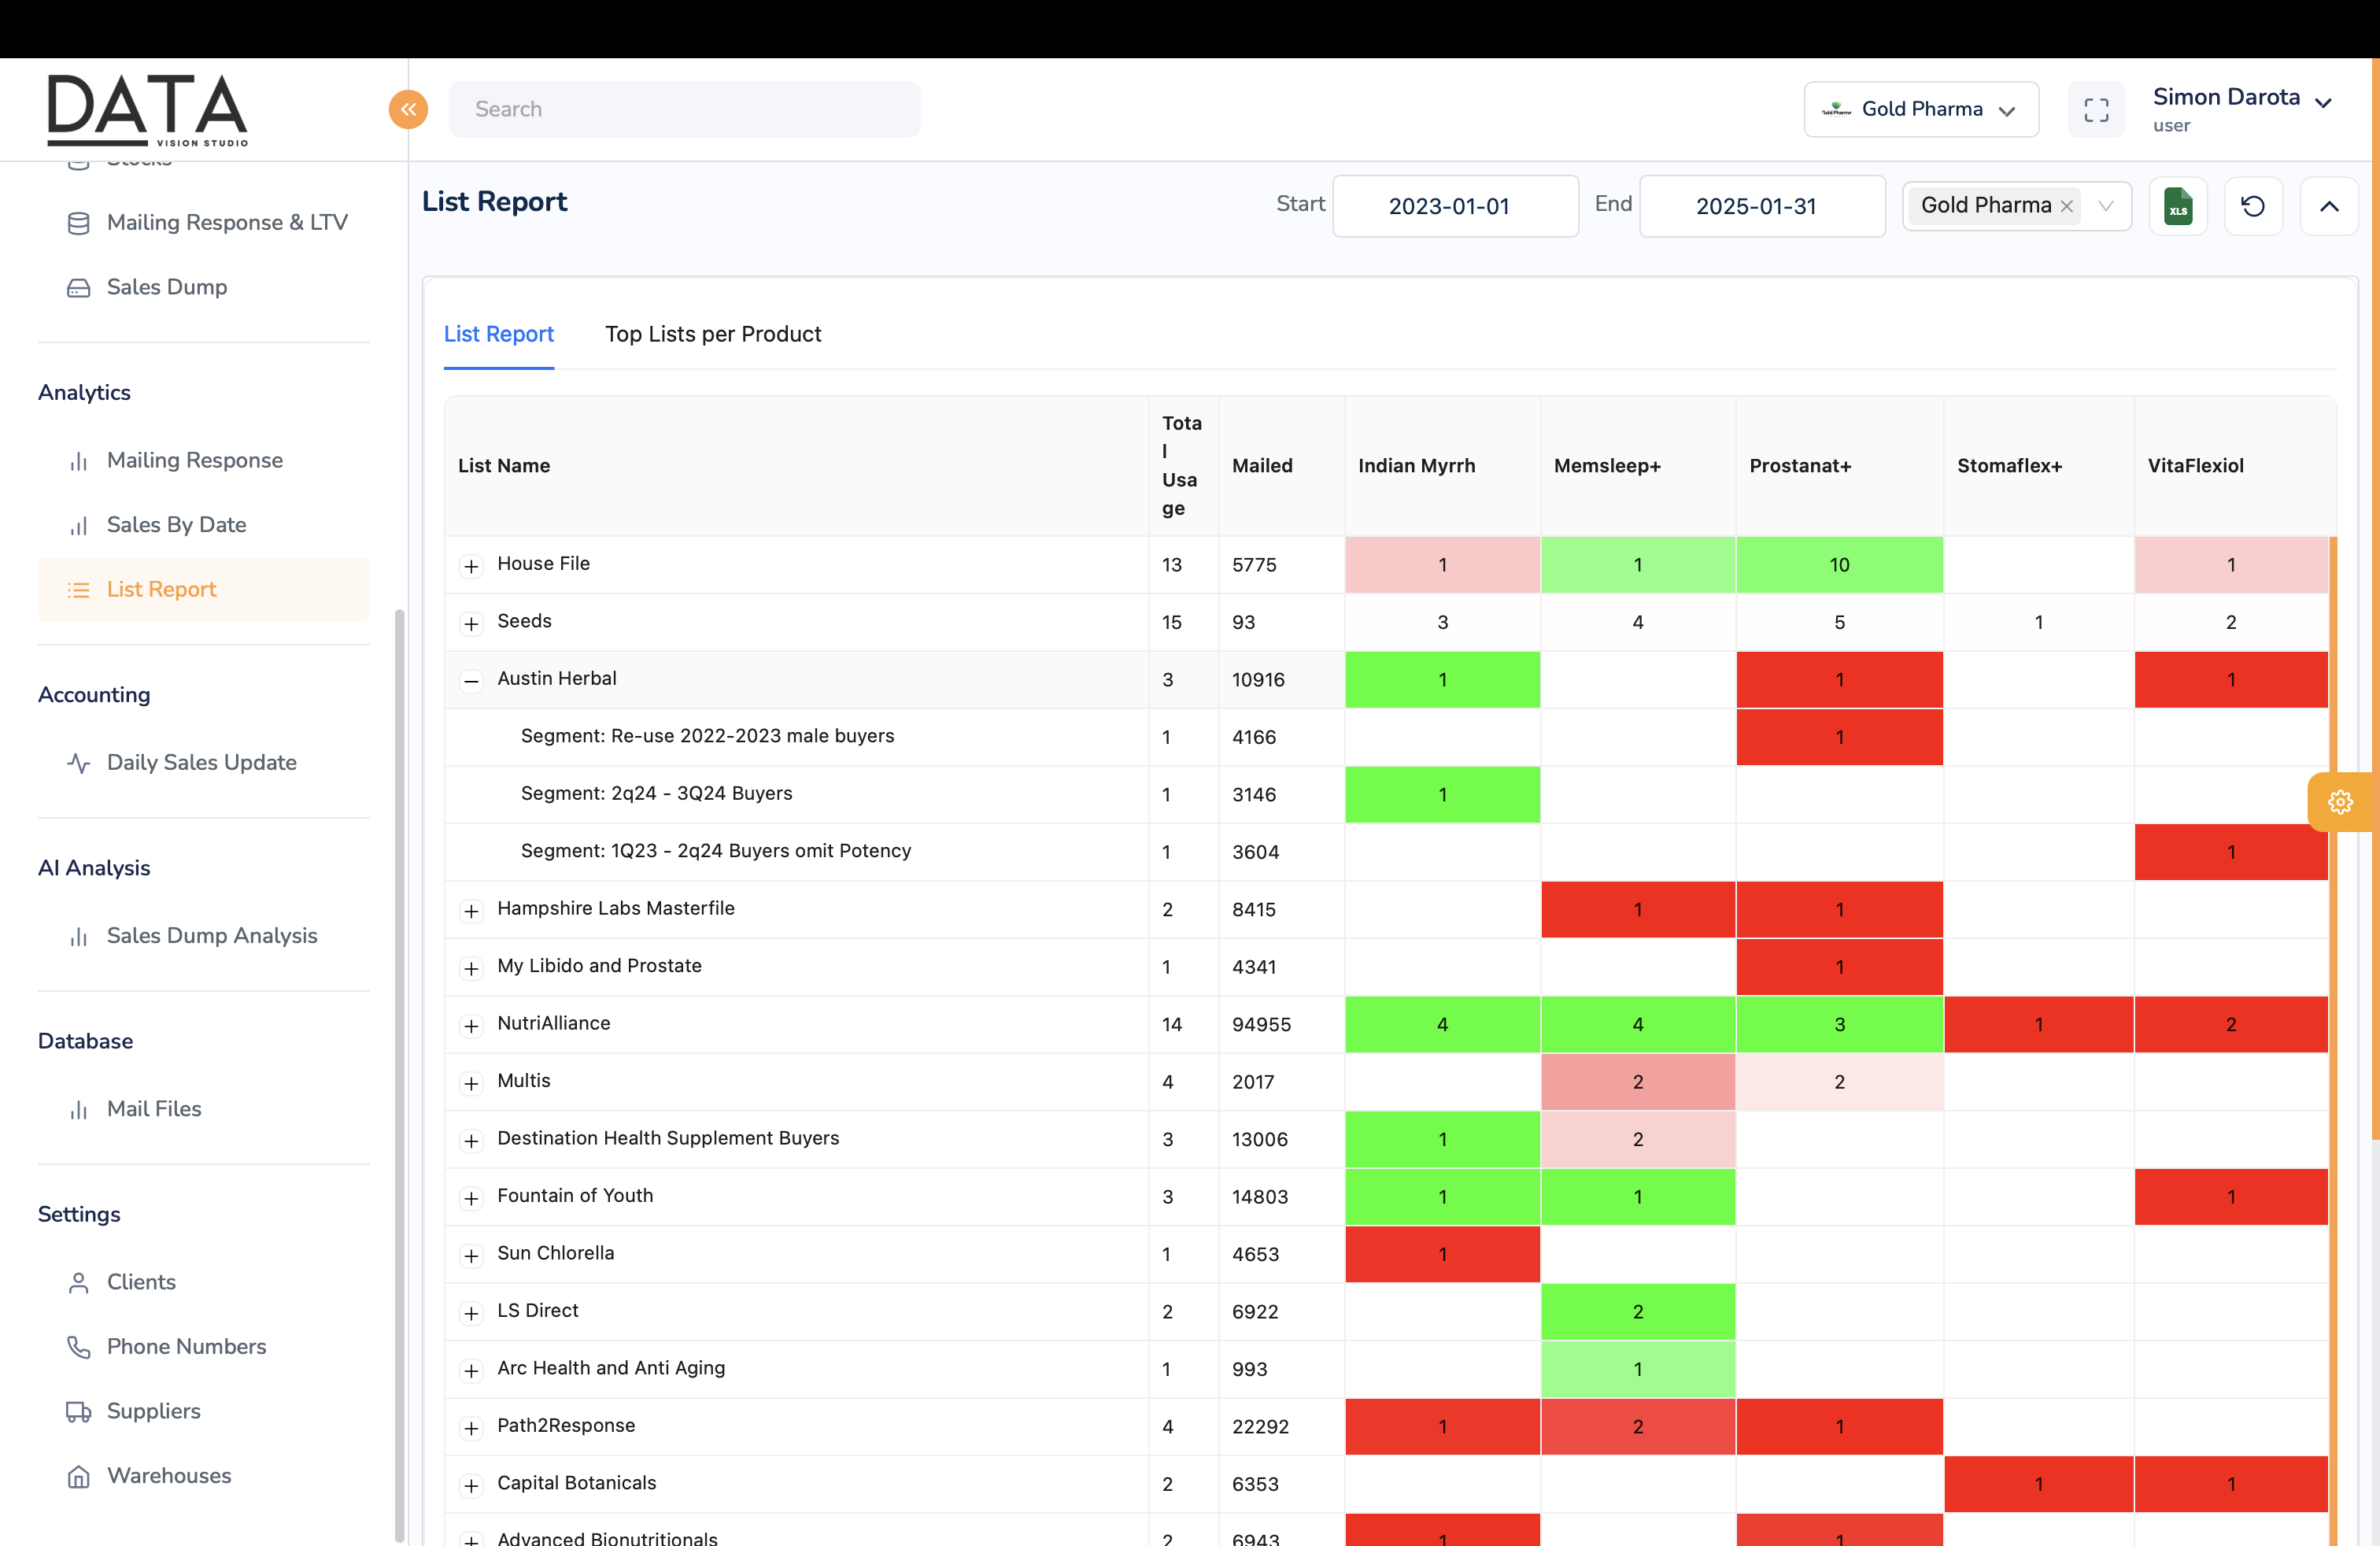 DATA
VISION STUDIO
Search
Gold Pharma
Gold Pharma
Simon Darota
user
Stocks
Mailing Response & LTV
Sales Dump
Analytics
Mailing Response
Sales By Date
List Report
Accounting
Daily Sales Update
AI Analysis
Sales Dump Analysis
Database
Mail Files
Settings
Clients
Phone Numbers
Suppliers
Warehouses
List Report
Start 2023-01-01 End 2025-01-31 Gold Pharma XLS
List Report Top Lists per Product
List Name Total Usage Mailed Indian Myrrh Memsleep+ Prostanat+ Stomaflex+ VitaFlexiol
House File 13 5775 1 1 10 1
Seeds 15 93 3 4 5 1 2
Austin Herbal 3 10916 1 1 1
Segment: Re-use 2022-2023 male buyers 1 4166 1
Segment: 2q24 - 3Q24 Buyers 1 3146 1
Segment: 1Q23 - 2q24 Buyers omit Potency 1 3604 1
Hampshire Labs Masterfile 2 8415 1 1
My Libido and Prostate 1 4341 1
NutriAlliance 14 94955 4 4 3 1 2
Multis 4 2017 2 2
Destination Health Supplement Buyers 3 13006 1 2
Fountain of Youth 3 14803 1 1 1
Sun Chlorella 1 4653 1
LS Direct 2 6922 2
Arc Health and Anti Aging 1 993 1
Path2Response 4 22292 1 2 1
Capital Botanicals 2 6353 1 1
Advanced Bionutritionals 2 6943 1 1